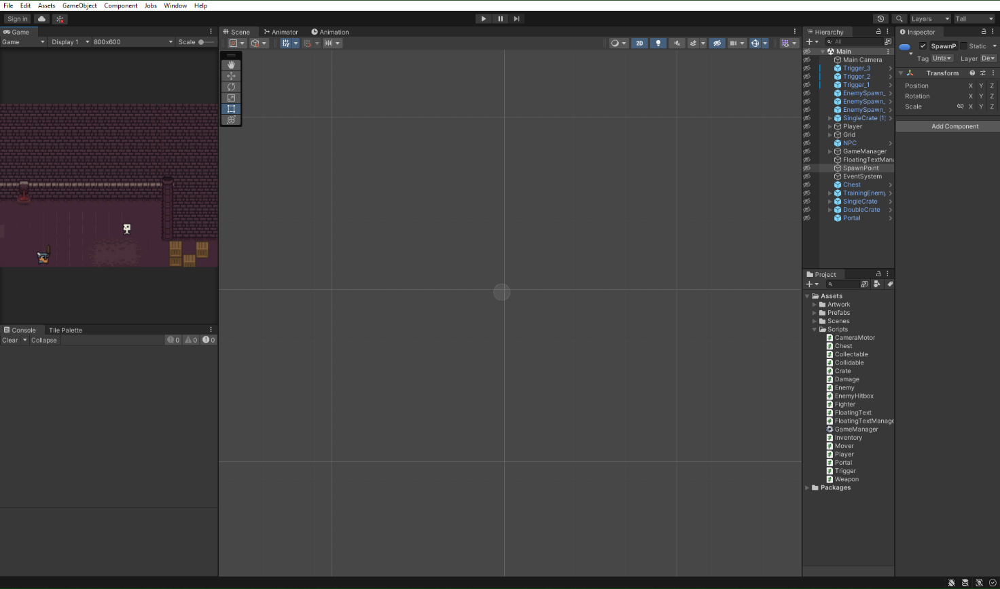 File Edit Assets GameObject Component Jobs Window Help
Sign in
Layers Tall
Game
Game Display 1 800x600 Scale
Scene Animator Animation
2D
Hierarchy
All
Main
Main Camera
Trigger_3
Trigger_2
Trigger_1
EnemySpawn_
EnemySpawn_
EnemySpawn_
SingleCrate (1)
Player
Grid
NPC
GameManager
FloatingTextMana
SpawnPoint
EventSystem
Chest
TrainingEnemy
SingleCrate
DoubleCrate
Portal
Inspector
SpawnP Static
Tag Unta Layer De
Transform
Position X Y Z
Rotation X Y Z
Scale X Y Z
Add Component
Console Tile Palette
Clear Collapse 0 0 0
Project
Assets
Artwork
Prefabs
Scenes
Scripts
CameraMotor
Chest
Collectable
Collidable
Crate
Damage
Enemy
EnemyHitbox
Fighter
FloatingText
FloatingTextManage
GameManager
Inventory
Mover
Player
Portal
Trigger
Weapon
Packages